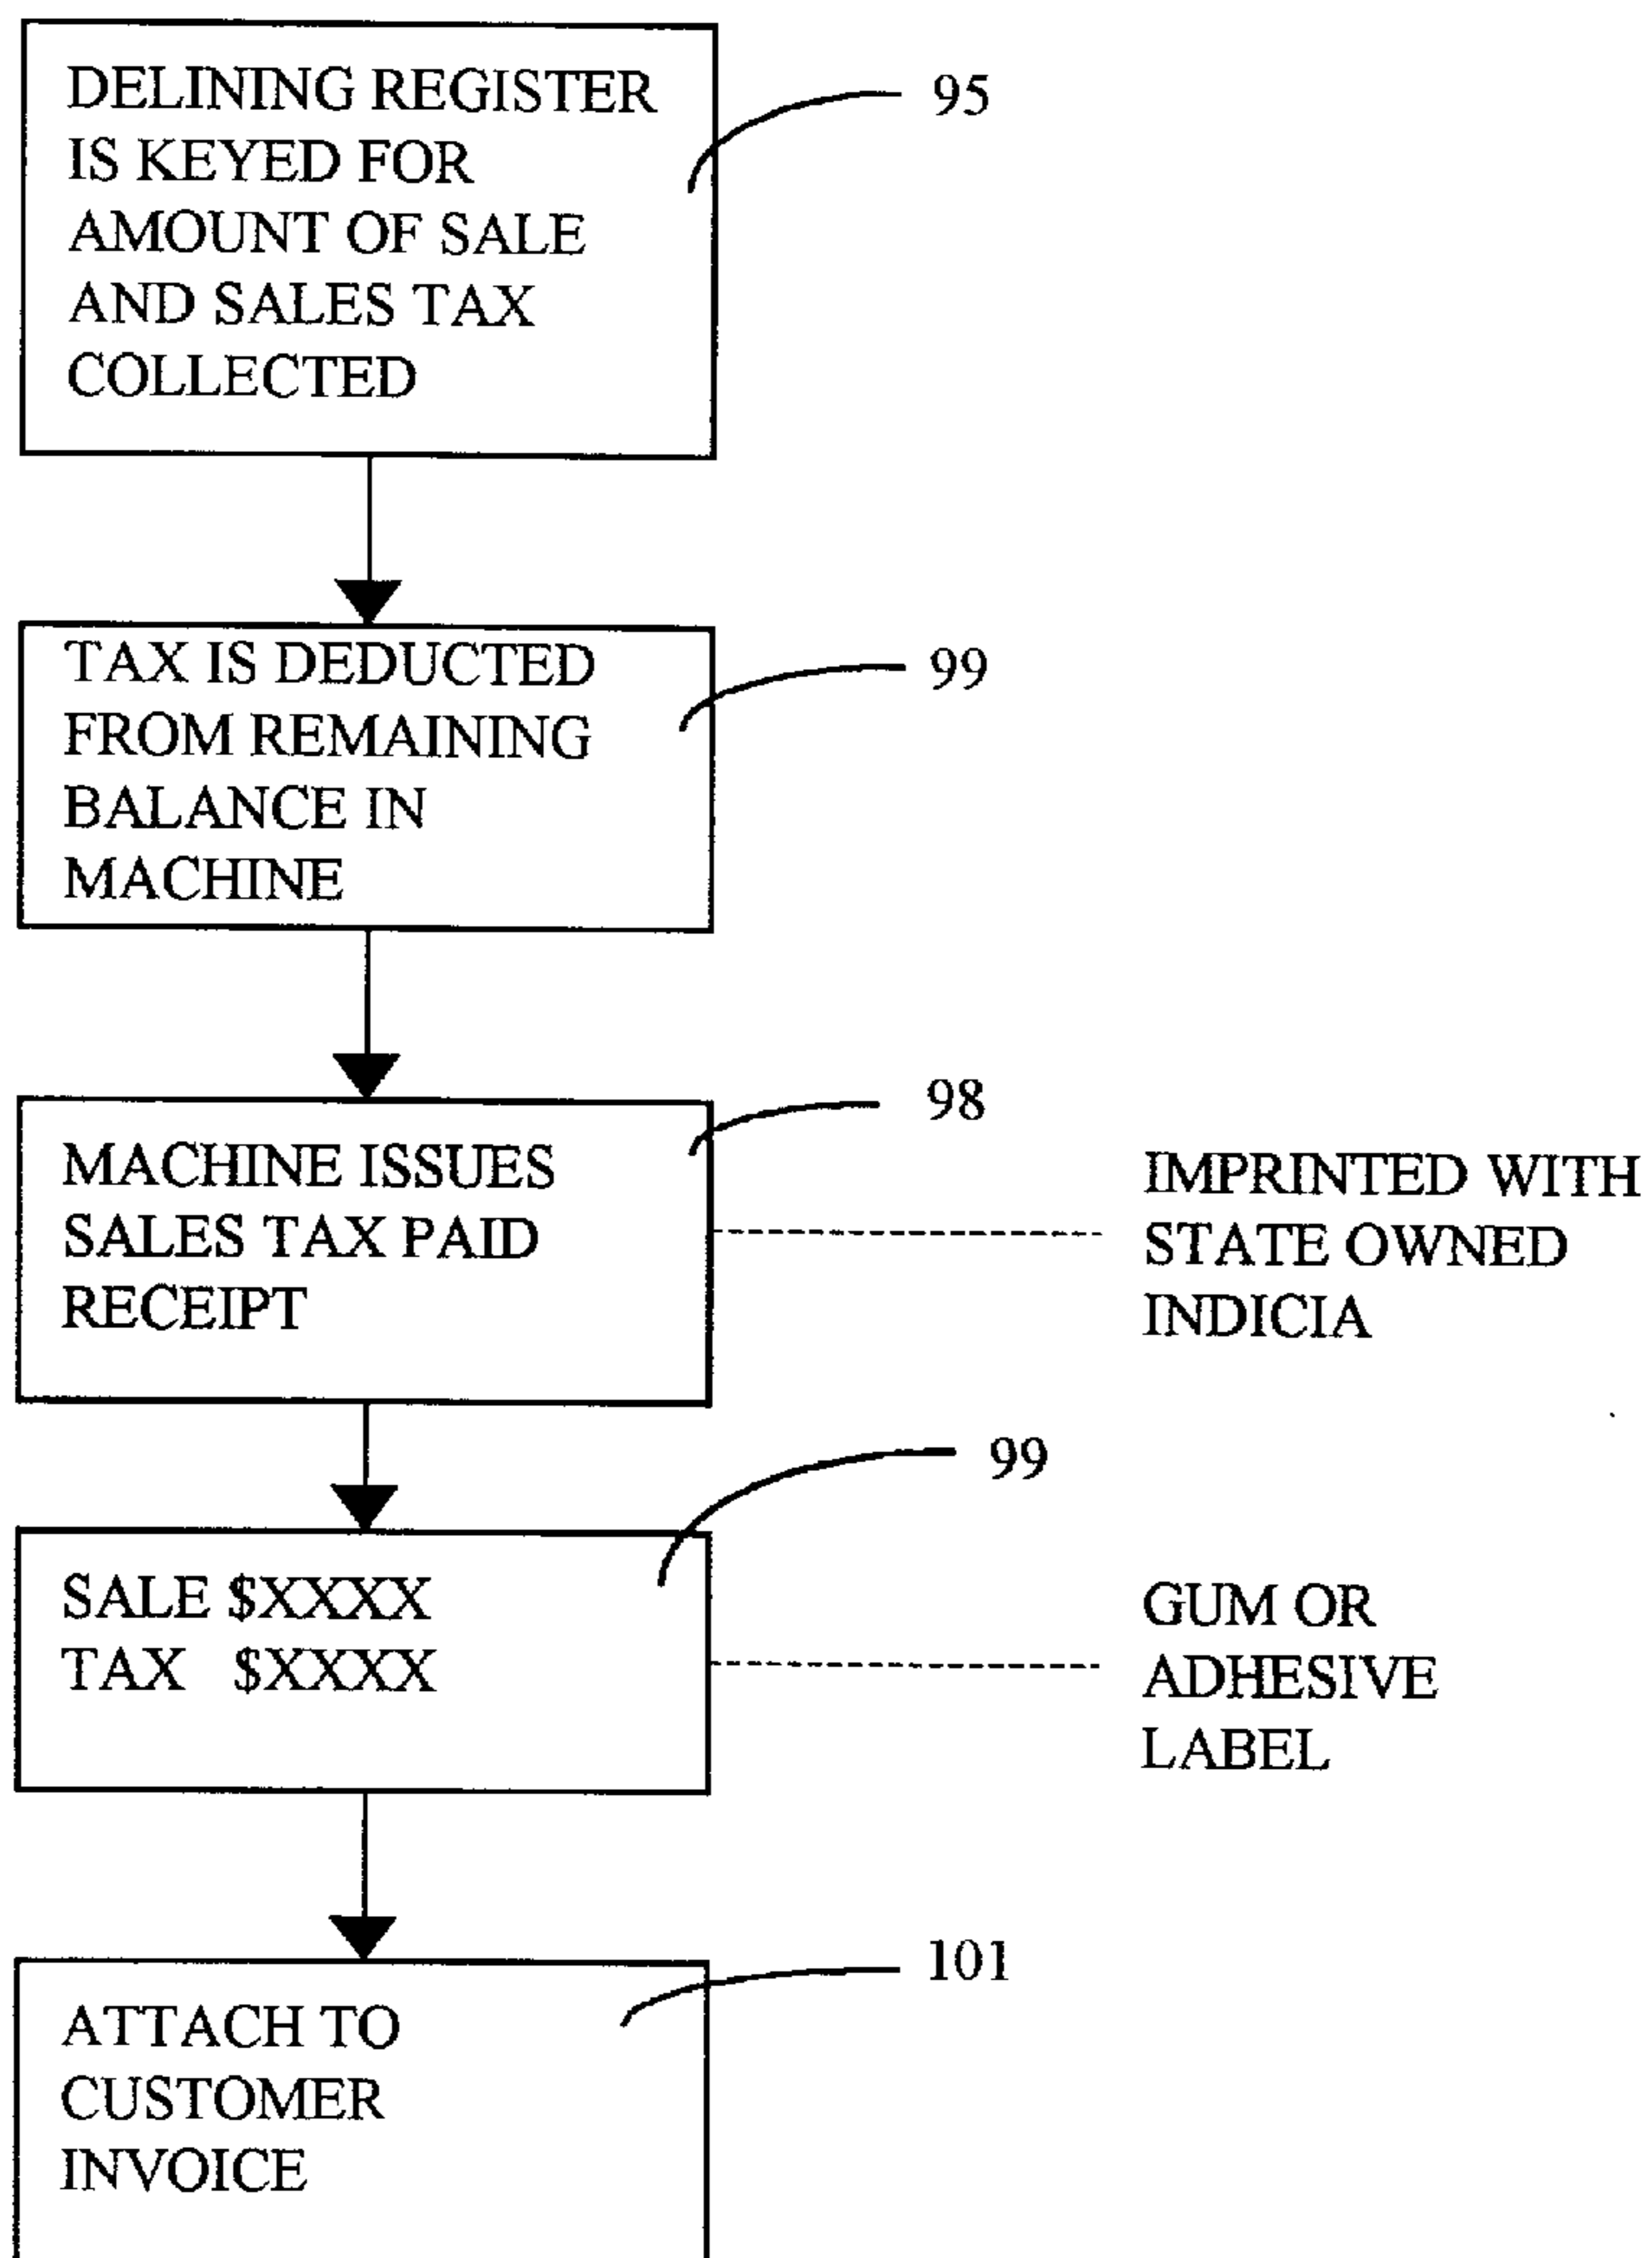 DELINING REGISTER
IS KEYED FOR
AMOUNT OF SALE
AND SALES TAX
COLLECTED
95
TAX IS DEDUCTED
FROM REMAINING
BALANCE IN
MACHINE
99
MACHINE ISSUES
SALES TAX PAID
RECEIPT
98
IMPRINTED WITH
STATE OWNED
INDICIA
SALE $XXXX
TAX $XXXX
99
GUM OR
ADHESIVE
LABEL
ATTACH TO
CUSTOMER
INVOICE
101